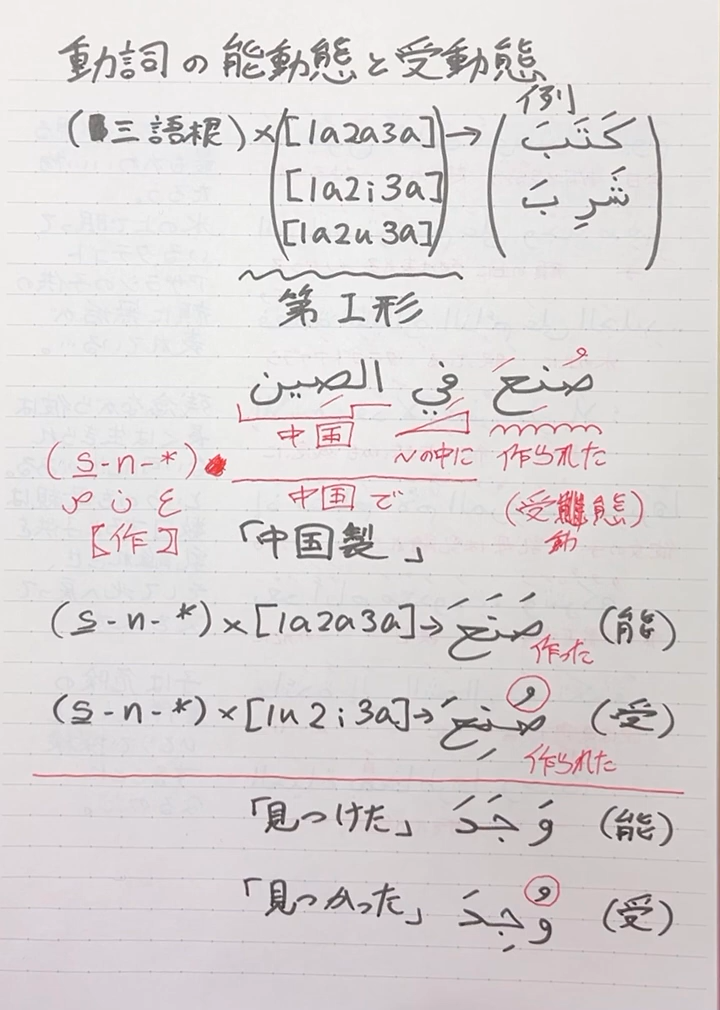 動詞の能動態と受動態
例
(三語根)×[1a2a3a]→ كَتَبَ
[1a2i3a] شَرِبَ
[1a2u3a]
第I形
صُنِعَ في الصين
中国 〜の中に 作られた
(s-n-*) 中国で (受動態)
ص ن ع
【作】 「中国製」
(s-n-*)×[1a2a3a]→ صَنَعَ (能)
作った
(s-n-*)×[1u2i3a]→ صُنِعَ (受)
作られた
「見つけた」 وَجَدَ (能)
「見つかった」 وُجِدَ (受)